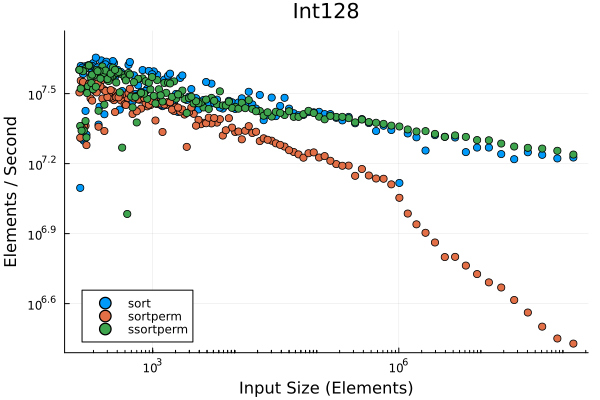 Int128
Elements / Second
10^7.5
10^7.2
10^6.9
10^6.6
sort
sortperm
ssortperm
10^3
10^6
Input Size (Elements)